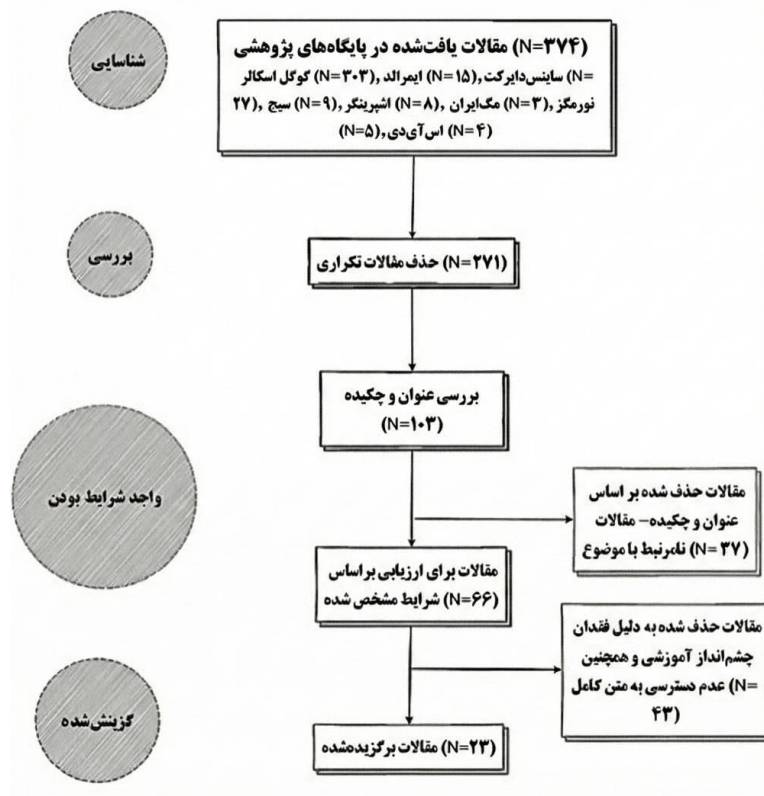 شناسایی
مقالات یافت‌شده در پایگاه‌های پژوهشی (N=۳۷۴)
گوگل اسکالر (N=۳۰۳)، ایمرالد (N=۱۵)، ساینس‌دایرکت (N=
۲۷)، سیج (N=۹)، اشپرینگر (N=۸)، مگ‌ایران (N=۳)، نورمگز
(N=۵)، اس‌آی‌دی (N=۴)
بررسی
حذف مقالات تکراری (N=۲۷۱)
بررسی عنوان و چکیده
(N=۱۰۳)
واجد شرایط بودن
مقالات حذف شده بر اساس
عنوان و چکیده- مقالات
نامرتبط با موضوع (N=۳۷)
مقالات برای ارزیابی براساس
شرایط مشخص شده (N=۶۶)
مقالات حذف شده به دلیل فقدان
چشم‌انداز آموزشی و همچنین
عدم دسترسی به متن کامل (N=
۴۳)
گزینش‌شده
مقالات برگزیده‌شده (N=۲۳)